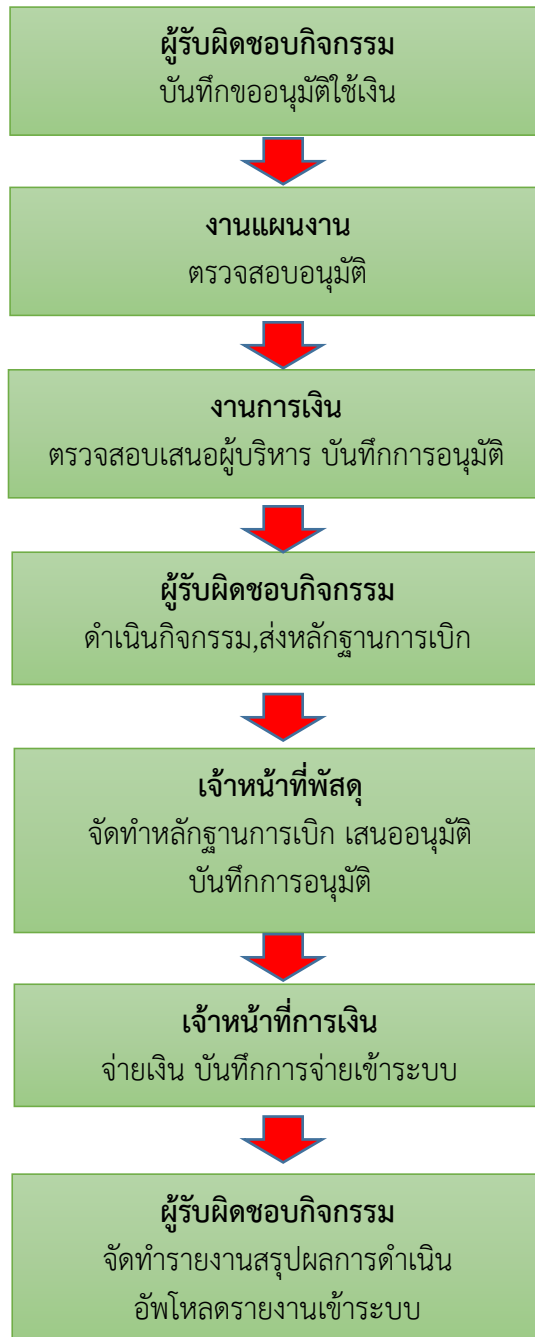 ผู้รับผิดชอบกิจกรรม
บันทึกขออนุมัติใช้เงิน
งานแผนงาน
ตรวจสอบอนุมัติ
งานการเงิน
ตรวจสอบเสนอผู้บริหาร บันทึกการอนุมัติ
ผู้รับผิดชอบกิจกรรม
ดำเนินกิจกรรม,ส่งหลักฐานการเบิก
เจ้าหน้าที่พัสดุ
จัดทำหลักฐานการเบิก เสนออนุมัติ
บันทึกการอนุมัติ
เจ้าหน้าที่การเงิน
จ่ายเงิน บันทึกการจ่ายเข้าระบบ
ผู้รับผิดชอบกิจกรรม
จัดทำรายงานสรุปผลการดำเนิน
อัพโหลดรายงานเข้าระบบ